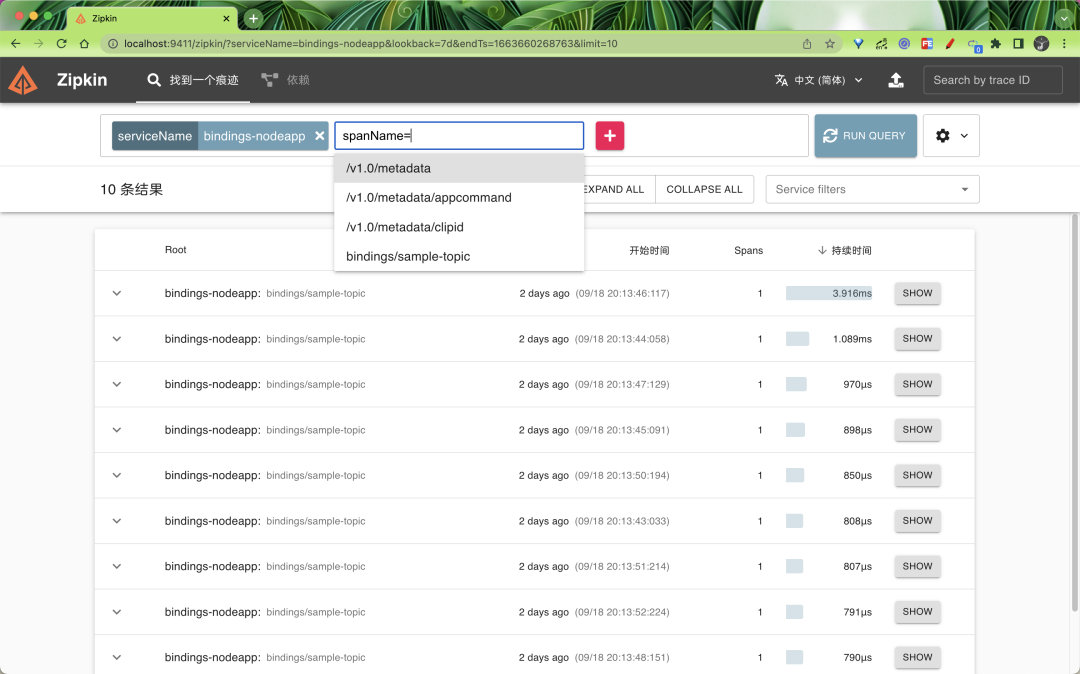 Zipkin
localhost:9411/zipkin/?serviceName=bindings-nodeapp&lookback=7d&endTs=1663660268763&limit=10
Zipkin 找到一个痕迹 依赖 中文 (简体) Search by trace ID
serviceName bindings-nodeapp spanName= RUN QUERY
/v1.0/metadata
/v1.0/metadata/appcommand
/v1.0/metadata/clipid
bindings/sample-topic
10 条结果 EXPAND ALL COLLAPSE ALL Service filters
Root 开始时间 Spans 持续时间
bindings-nodeapp: bindings/sample-topic 2 days ago (09/18 20:13:46:117) 1 3.916ms SHOW
bindings-nodeapp: bindings/sample-topic 2 days ago (09/18 20:13:44:058) 1 1.089ms SHOW
bindings-nodeapp: bindings/sample-topic 2 days ago (09/18 20:13:47:129) 1 970μs SHOW
bindings-nodeapp: bindings/sample-topic 2 days ago (09/18 20:13:45:091) 1 898μs SHOW
bindings-nodeapp: bindings/sample-topic 2 days ago (09/18 20:13:50:194) 1 850μs SHOW
bindings-nodeapp: bindings/sample-topic 2 days ago (09/18 20:13:43:033) 1 808μs SHOW
bindings-nodeapp: bindings/sample-topic 2 days ago (09/18 20:13:51:214) 1 807μs SHOW
bindings-nodeapp: bindings/sample-topic 2 days ago (09/18 20:13:52:224) 1 791μs SHOW
bindings-nodeapp: bindings/sample-topic 2 days ago (09/18 20:13:48:151) 1 790μs SHOW